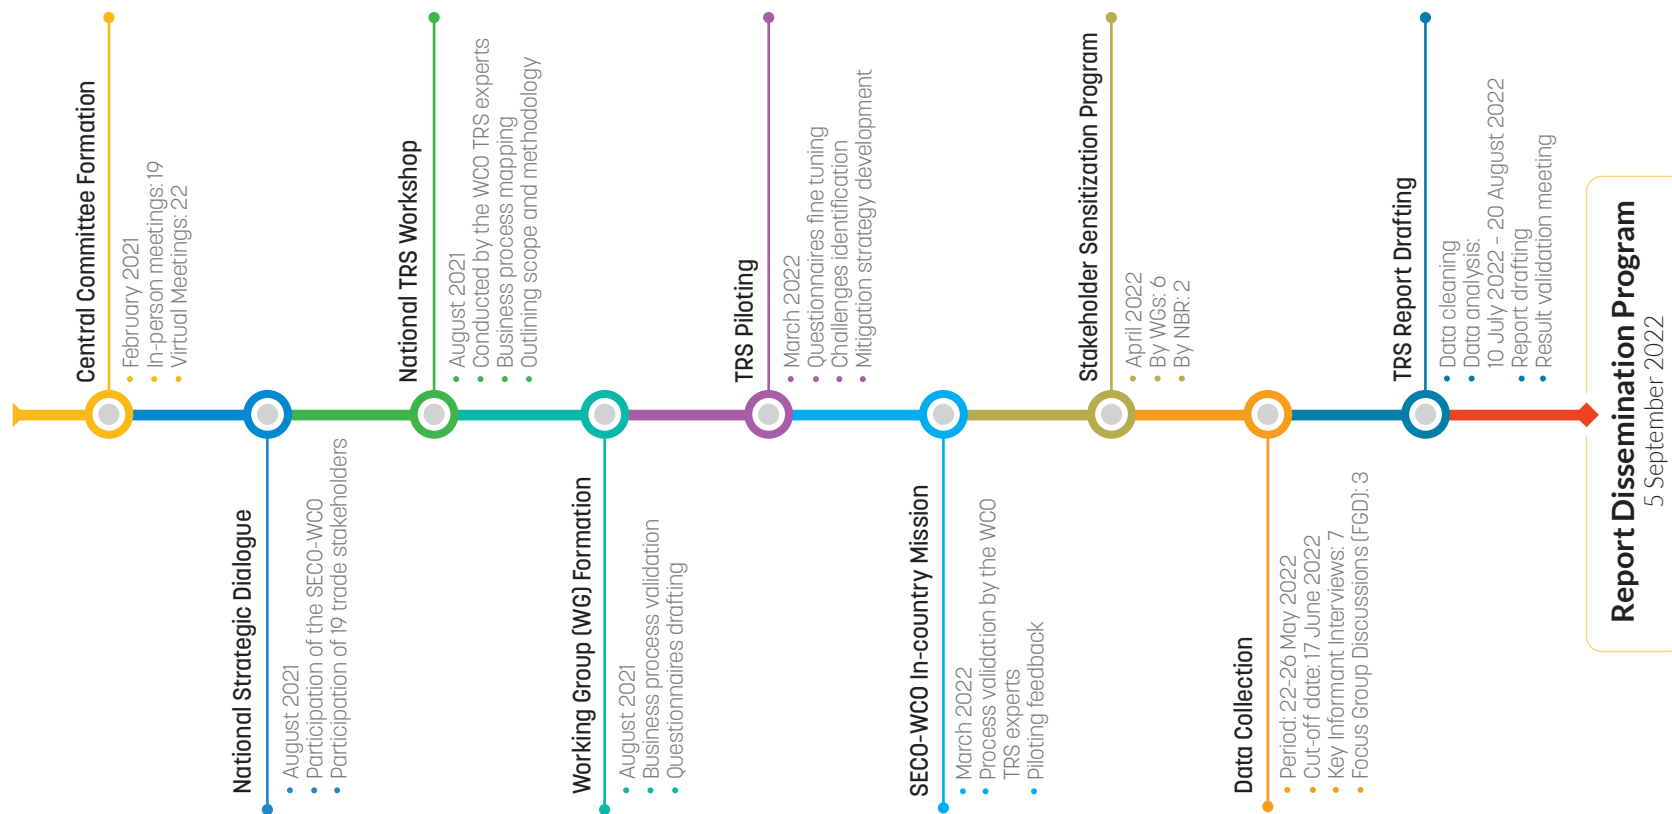 Central Committee Formation
February 2021
In-person meetings: 19
Virtual Meetings: 22
National Strategic Dialogue
August 2021
Participation of the SECO-WCO
Participation of 19 trade stakeholders
National TRS Workshop
August 2021
Conducted by the WCO TRS experts
Business process mapping
Outlining scope and methodology
Working Group (WG) Formation
August 2021
Business process validation
Questionnaires drafting
TRS Piloting
March 2022
Questionnaires fine tuning
Challenges identification
Mitigation strategy development
SECO-WCO In-country Mission
March 2022
Process validation by the WCO
TRS experts
Piloting feedback
Stakeholder Sensitization Program
April 2022
By WGs: 6
By NBR: 2
Data Collection
Period: 22-26 May 2022
Cut-off date: 17 June 2022
Key Informant Interviews: 7
Focus Group Discussions (FGD): 3
TRS Report Drafting
Data cleaning
Data analysis:
10 July 2022 - 20 August 2022
Report drafting
Result validation meeting
Report Dissemination Program
5 September 2022